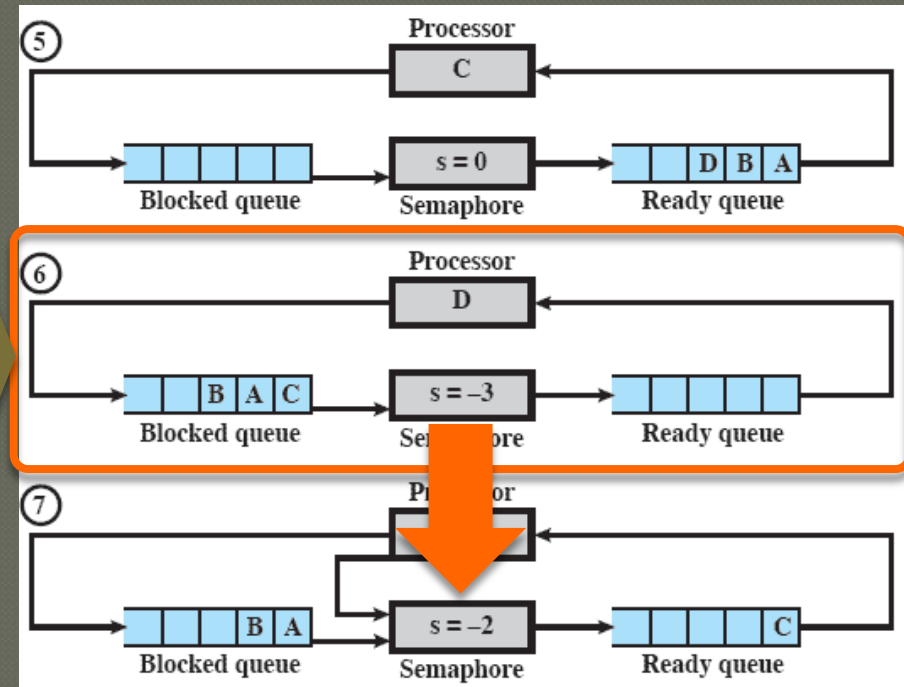 5
Processor
C
s = 0
D B A
Blocked queue
Semaphore
Ready queue
6
Processor
D
B A C
s = –3
Blocked queue
Ready queue
7
B A
s = –2
C
Blocked queue
Semaphore
Ready queue